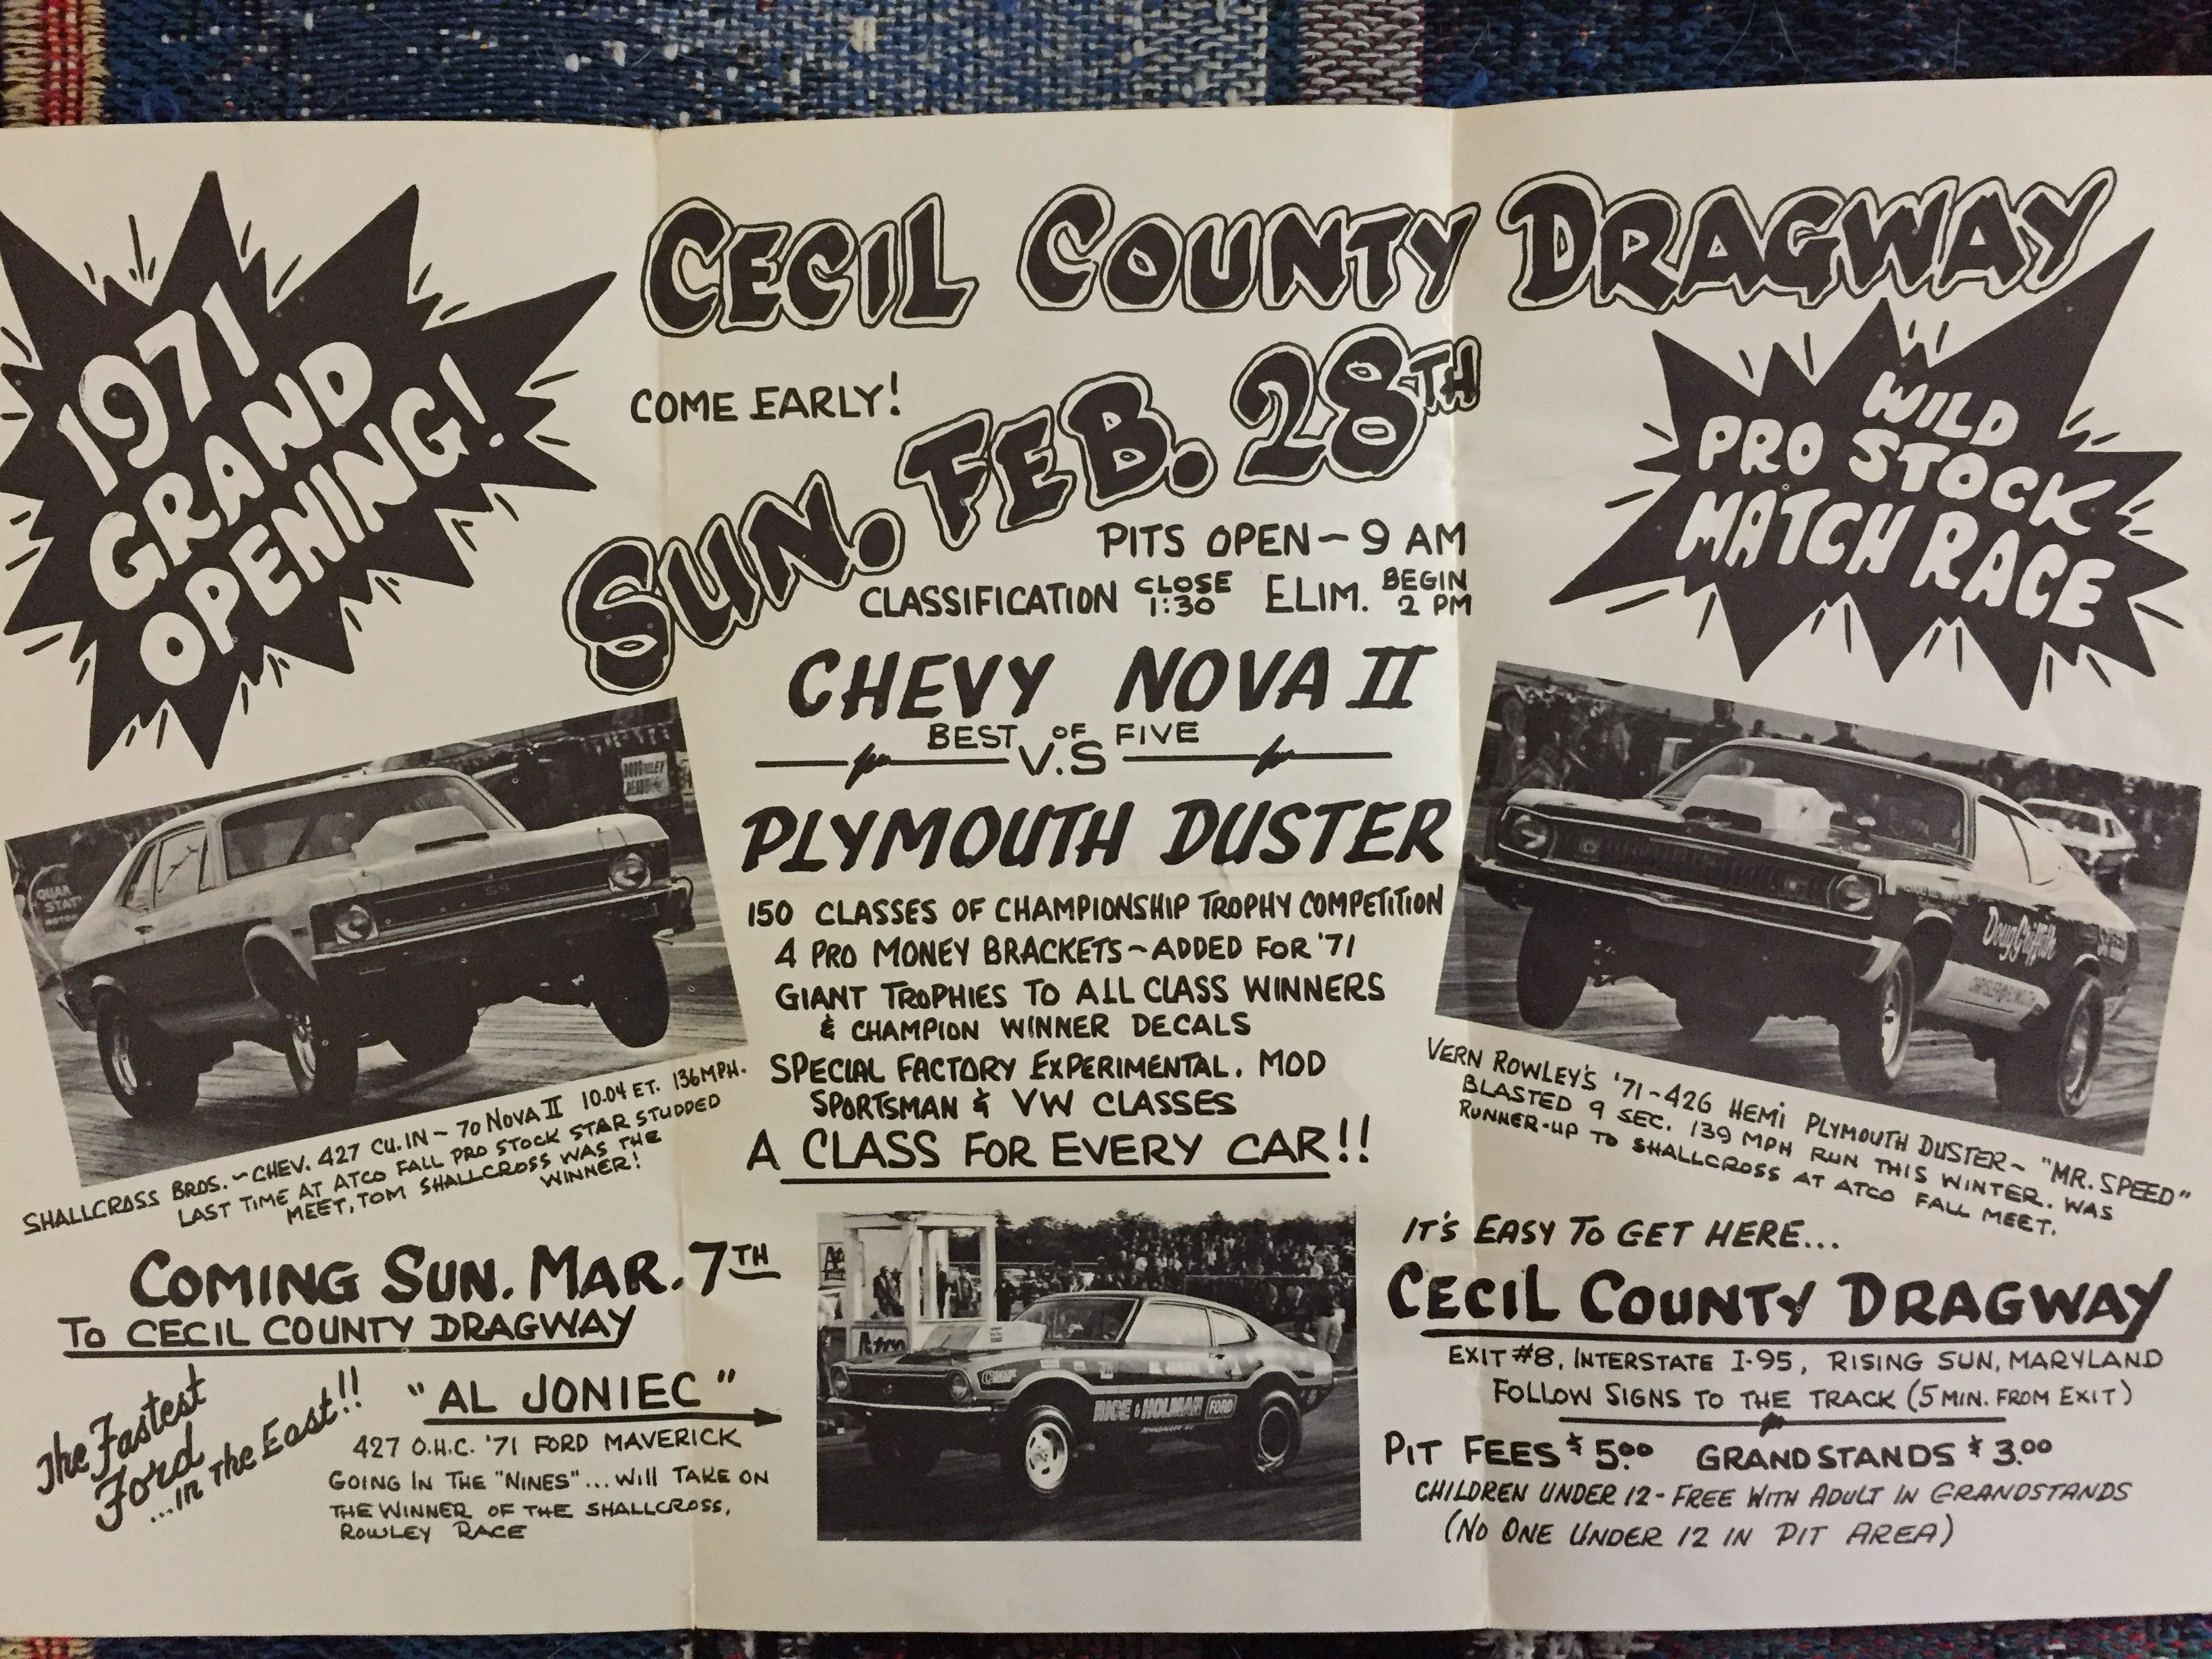 CECIL COUNTY DRAGWAY
1971
GRAND
OPENING!
COME EARLY!
SUN. FEB. 28TH
WILD
PRO STOCK
MATCH RACE
PITS OPEN ~ 9 AM
CLASSIFICATION CLOSE 1:30 ELIM. BEGIN 2 PM
CHEVY NOVA II
BEST OF FIVE
V.S
PLYMOUTH DUSTER
150 CLASSES OF CHAMPIONSHIP TROPHY COMPETITION
4 PRO MONEY BRACKETS ~ ADDED FOR '71
GIANT TROPHIES TO ALL CLASS WINNERS
& CHAMPION WINNER DECALS
SPECIAL FACTORY EXPERIMENTAL. MOD
SPORTSMAN & VW CLASSES
A CLASS FOR EVERY CAR!!
QUAR
STAT
SS
SHALLCROSS BROS. ~ CHEV. 427 CU. IN ~ 70 NOVA II 10.04 ET. 136 MPH.
LAST TIME AT ATCO FALL PRO STOCK STAR STUDDED
MEET, TOM SHALLCROSS WAS THE
WINNER!
Doug Griffith
VERN ROWLEY'S '71 - 426 HEMI PLYMOUTH DUSTER ~ "MR. SPEED"
BLASTED 9 SEC. 139 MPH RUN THIS WINTER. WAS
RUNNER-UP TO SHALLCROSS AT ATCO FALL MEET.
COMING SUN. MAR. 7TH
TO CECIL COUNTY DRAGWAY
The Fastest
Ford
...in the East!!
"AL JONIEC"
427 O.H.C. '71 FORD MAVERICK
GOING IN THE "NINES"... WILL TAKE ON
THE WINNER OF THE SHALLCROSS,
ROWLEY RACE
Atco
RICE & HOLMAN FORD
IT'S EASY TO GET HERE...
CECIL COUNTY DRAGWAY
EXIT #8, INTERSTATE I-95, RISING SUN, MARYLAND
FOLLOW SIGNS TO THE TRACK (5 MIN. FROM EXIT)
PIT FEES $5.00 GRANDSTANDS $3.00
CHILDREN UNDER 12 - FREE WITH ADULT IN GRANDSTANDS
(NO ONE UNDER 12 IN PIT AREA)